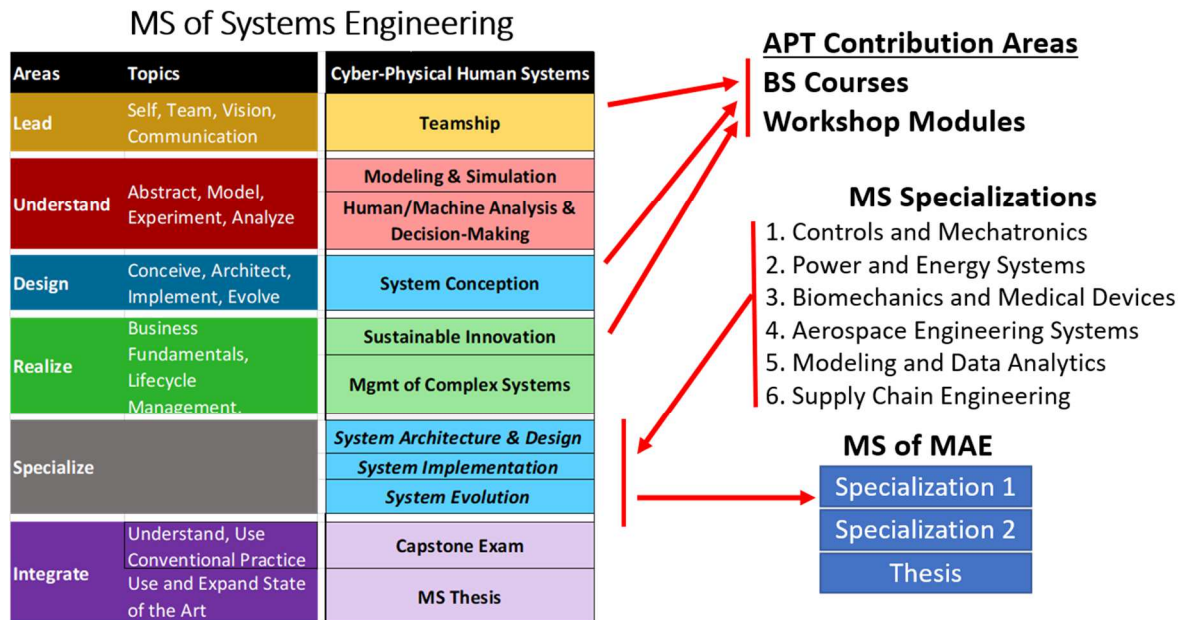 MS of Systems Engineering
Areas
Topics
Cyber-Physical Human Systems
Lead
Self, Team, Vision,
Communication
Teamship
Understand
Abstract, Model,
Experiment, Analyze
Modeling & Simulation
Human/Machine Analysis &
Decision-Making
Design
Conceive, Architect,
Implement, Evolve
System Conception
Realize
Business
Fundamentals,
Lifecycle
Management,
Sustainable Innovation
Mgmt of Complex Systems
Specialize
System Architecture & Design
System Implementation
System Evolution
Integrate
Understand, Use
Conventional Practice
Use and Expand State
of the Art
Capstone Exam
MS Thesis
APT Contribution Areas
BS Courses
Workshop Modules
MS Specializations
1. Controls and Mechatronics
2. Power and Energy Systems
3. Biomechanics and Medical Devices
4. Aerospace Engineering Systems
5. Modeling and Data Analytics
6. Supply Chain Engineering
MS of MAE
Specialization 1
Specialization 2
Thesis